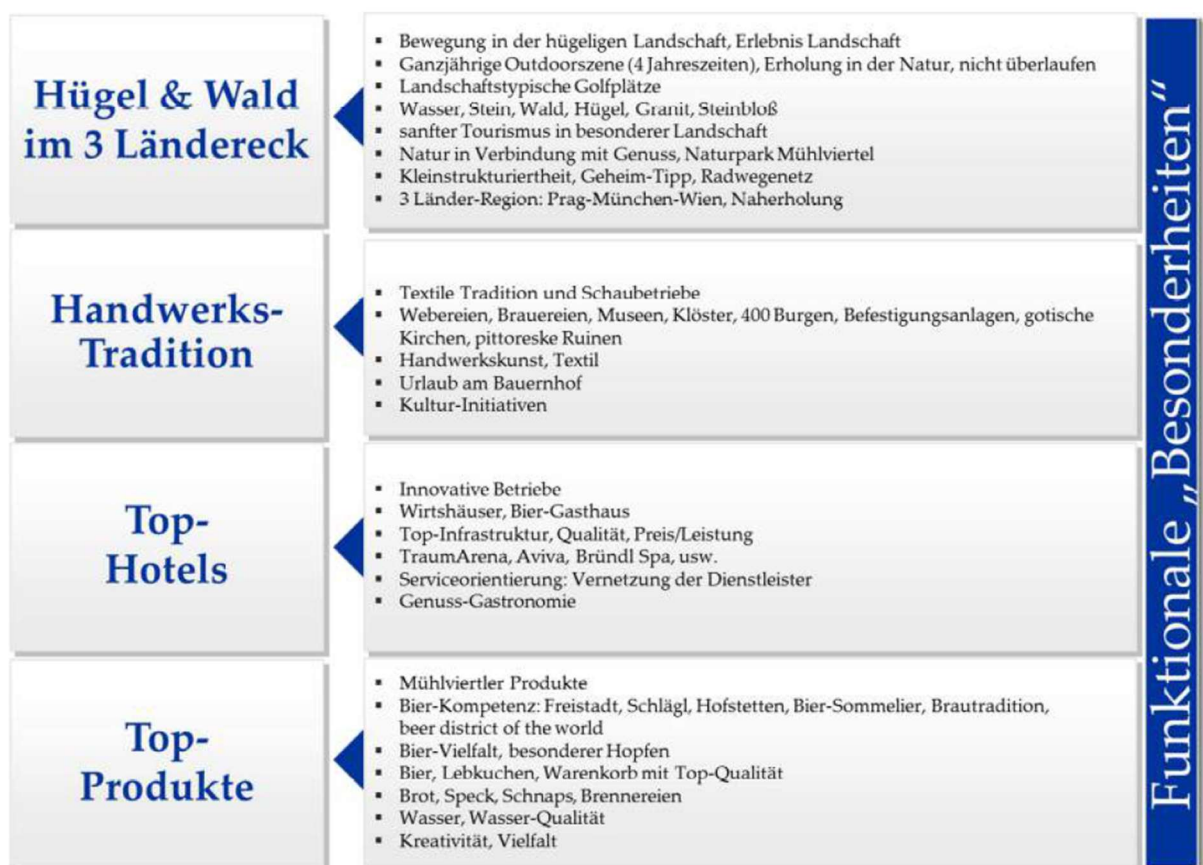 Hügel & Wald
im 3 Ländereck
▪ Bewegung in der hügeligen Landschaft, Erlebnis Landschaft
▪ Ganzjährige Outdoorszene (4 Jahreszeiten), Erholung in der Natur, nicht überlaufen
▪ Landschaftstypische Golfplätze
▪ Wasser, Stein, Wald, Hügel, Granit, Steinbloß
▪ sanfter Tourismus in besonderer Landschaft
▪ Natur in Verbindung mit Genuss, Naturpark Mühlviertel
▪ Kleinstrukturiertheit, Geheim-Tipp, Radwegenetz
▪ 3 Länder-Region: Prag-München-Wien, Naherholung
Handwerks-
Tradition
▪ Textile Tradition und Schaubetriebe
▪ Webereien, Brauereien, Museen, Klöster, 400 Burgen, Befestigungsanlagen, gotische
Kirchen, pittoreske Ruinen
▪ Handwerkskunst, Textil
▪ Urlaub am Bauernhof
▪ Kultur-Initiativen
Top-
Hotels
▪ Innovative Betriebe
▪ Wirtshäuser, Bier-Gasthaus
▪ Top-Infrastruktur, Qualität, Preis/Leistung
▪ TraumArena, Aviva, Bründl Spa, usw.
▪ Serviceorientierung: Vernetzung der Dienstleister
▪ Genuss-Gastronomie
Top-
Produkte
▪ Mühlviertler Produkte
▪ Bier-Kompetenz: Freistadt, Schlägl, Hofstetten, Bier-Sommelier, Brautradition,
beer district of the world
▪ Bier-Vielfalt, besonderer Hopfen
▪ Bier, Lebkuchen, Warenkorb mit Top-Qualität
▪ Brot, Speck, Schnaps, Brennereien
▪ Wasser, Wasser-Qualität
▪ Kreativität, Vielfalt
Funktionale „Besonderheiten“